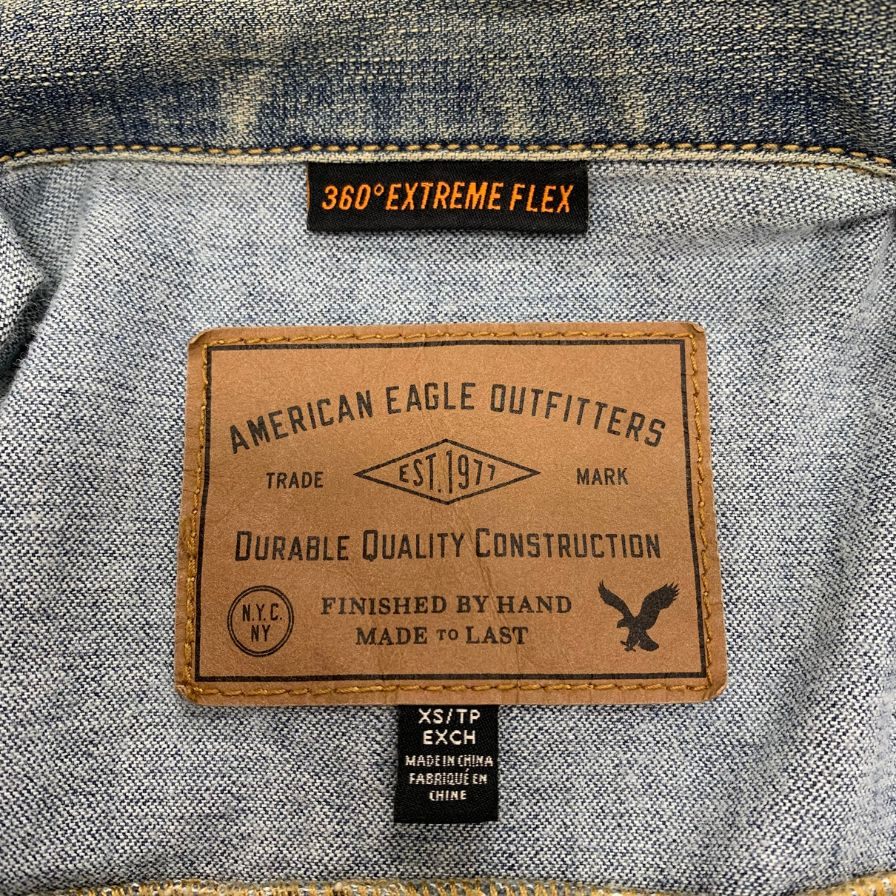 360° EXTREME FLEX
AMERICAN EAGLE OUTFITTERS
TRADE EST. 1977 MARK
DURABLE QUALITY CONSTRUCTION
N.Y.C.
NY
FINISHED BY HAND
MADE TO LAST
XS/TP
EXCH
MADE IN CHINA
FABRIQUÉ EN
CHINE